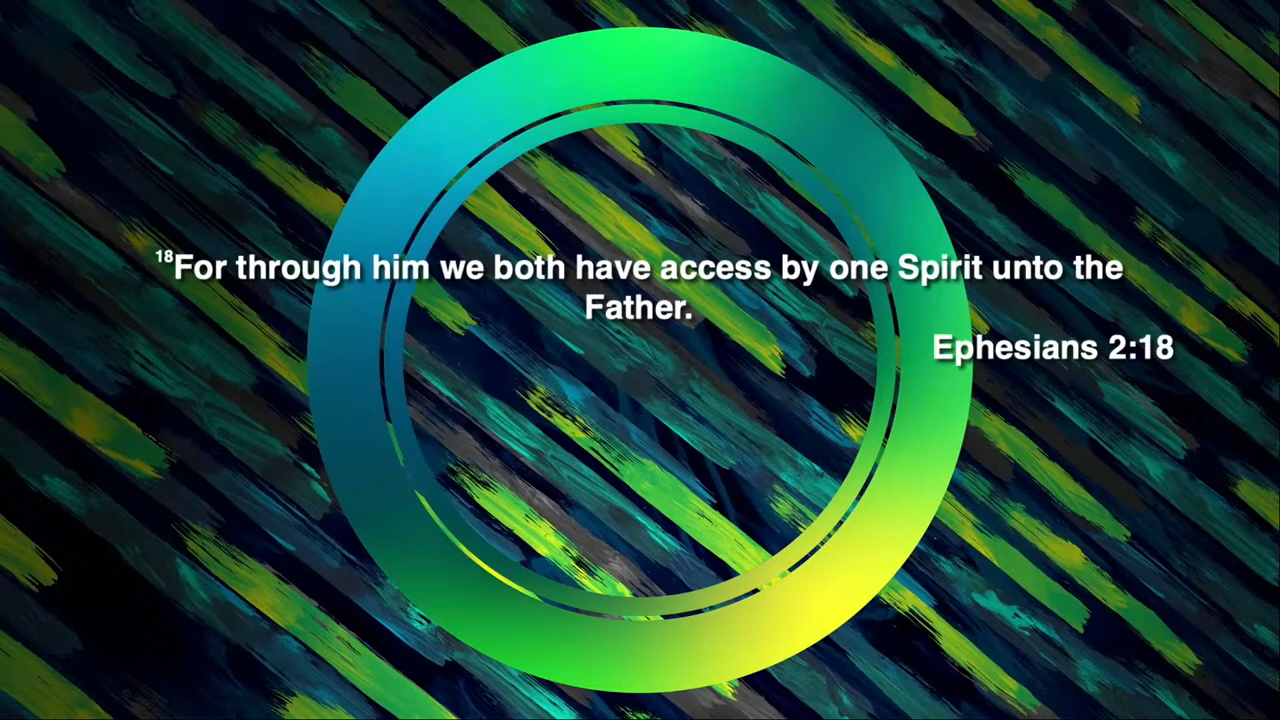 18For through him we both have access by one Spirit unto the
Father.
Ephesians 2:18